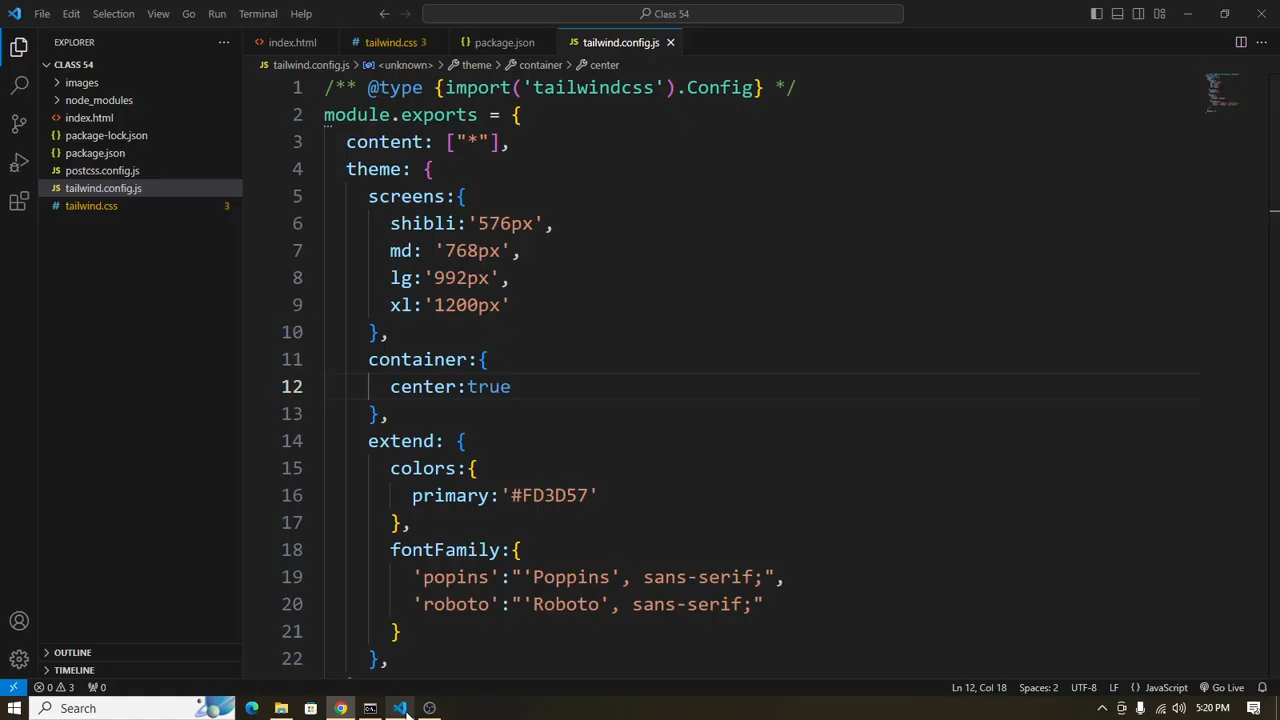 File Edit Selection View Go Run Terminal Help
Class 54
EXPLORER
index.html
tailwind.css 3
package.json
tailwind.config.js
CLASS 54
tailwind.config.js > <unknown> > theme > container > center
images
node_modules
index.html
package-lock.json
package.json
postcss.config.js
tailwind.config.js
tailwind.css 3
1 /** @type {import('tailwindcss').Config} */
2 module.exports = {
3 content: ["*"],
4 theme: {
5 screens:{
6 shibli:'576px',
7 md: '768px',
8 lg:'992px',
9 xl:'1200px'
10 },
11 container:{
12 center:true
13 },
14 extend: {
15 colors:{
16 primary:'#FD3D57'
17 },
18 fontFamily:{
19 'popins':"'Poppins', sans-serif;",
20 'roboto':"'Roboto', sans-serif;"
21 }
22 },
OUTLINE
TIMELINE
0 3 0
Ln 12, Col 18 Spaces: 2 UTF-8 LF JavaScript Go Live
Search
5:20 PM